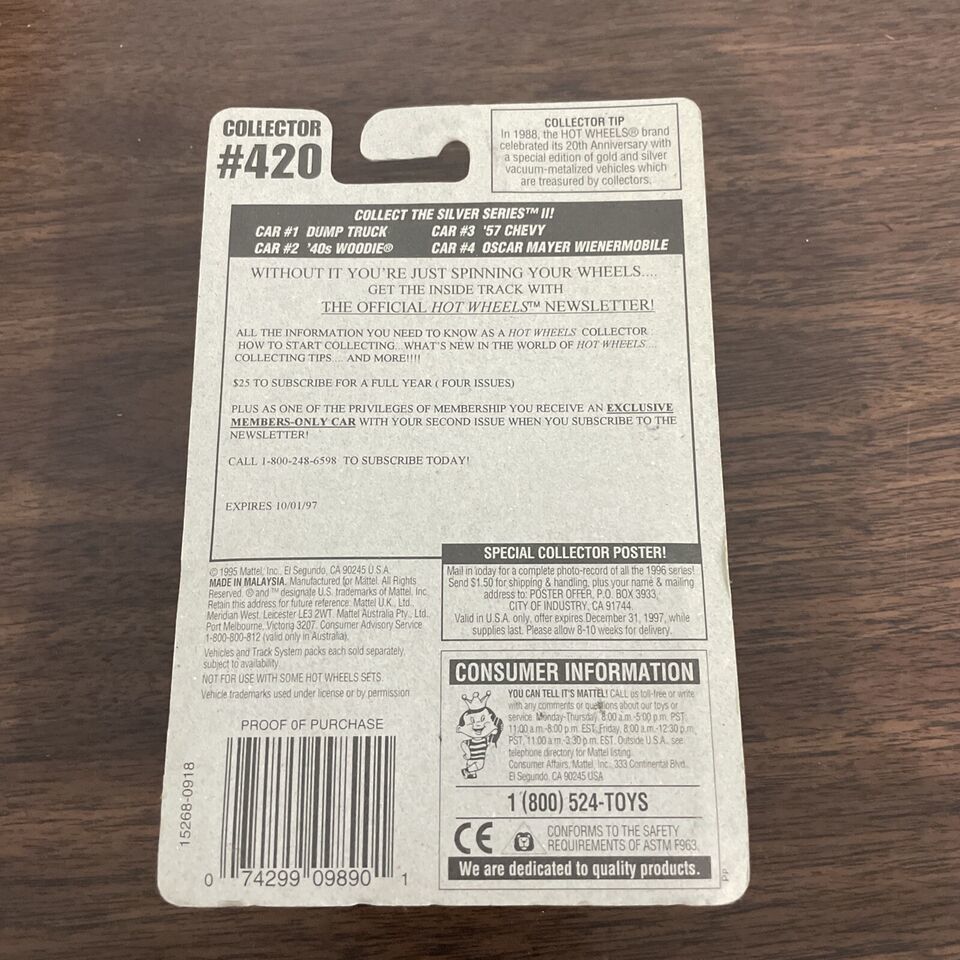 COLLECTOR
#420
COLLECTOR TIP
In 1988, the HOT WHEELS® brand
celebrated its 20th Anniversary with
a special edition of gold and silver
vacuum-metalized vehicles which
are treasured by collectors.
COLLECT THE SILVER SERIES™ II!
CAR #1 DUMP TRUCK CAR #3 '57 CHEVY
CAR #2 '40s WOODIE® CAR #4 OSCAR MAYER WIENERMOBILE
WITHOUT IT YOU'RE JUST SPINNING YOUR WHEELS....
GET THE INSIDE TRACK WITH
THE OFFICIAL HOT WHEELS™ NEWSLETTER!
ALL THE INFORMATION YOU NEED TO KNOW AS A HOT WHEELS COLLECTOR
HOW TO START COLLECTING...WHAT'S NEW IN THE WORLD OF HOT WHEELS....
COLLECTING TIPS.... AND MORE!!!!
$25 TO SUBSCRIBE FOR A FULL YEAR ( FOUR ISSUES)
PLUS AS ONE OF THE PRIVILEGES OF MEMBERSHIP YOU RECEIVE AN EXCLUSIVE
MEMBERS-ONLY CAR WITH YOUR SECOND ISSUE WHEN YOU SUBSCRIBE TO THE
NEWSLETTER!
CALL 1-800-248-6598 TO SUBSCRIBE TODAY!
EXPIRES 10/01/97
© 1995 Mattel, Inc., El Segundo, CA 90245 U.S.A.
MADE IN MALAYSIA. Manufactured for Mattel. All Rights
Reserved. ® and ™ designate U.S. trademarks of Mattel, Inc.
Retain this address for future reference: Mattel U.K., Ltd.,
Meridian West, Leicester LE3 2WT. Mattel Australia Pty., Ltd.,
Port Melbourne, Victoria 3207. Consumer Advisory Service
1-800-800-812 (valid only in Australia).
Vehicles and Track System packs each sold separately,
subject to availability.
NOT FOR USE WITH SOME HOT WHEELS SETS.
Vehicle trademarks used under license or by permission.
SPECIAL COLLECTOR POSTER!
Mail in today for a complete photo-record of all the 1996 series!
Send $1.50 for shipping & handling, plus your name & mailing
address to: POSTER OFFER, P.O. BOX 3933,
CITY OF INDUSTRY, CA 91744.
Valid in U.S.A. only, offer expires December 31, 1997, while
supplies last. Please allow 8-10 weeks for delivery.
CONSUMER INFORMATION
YOU CAN TELL IT'S MATTEL! CALL us toll-free or write
with any comments or questions about our toys or
service. Monday-Thursday, 8:00 a.m.-5:00 p.m. PST,
11:00 a.m.-8:00 p.m. EST, Friday, 8:00 a.m.-12:30 p.m.
PST, 11:00 a.m.-3:30 p.m. EST. Outside U.S.A., see
telephone directory for Mattel listing.
Consumer Affairs, Mattel, Inc., 333 Continental Blvd.,
El Segundo, CA 90245 USA
1 (800) 524-TOYS
CE CONFORMS TO THE SAFETY
REQUIREMENTS OF ASTM F963.
We are dedicated to quality products.
PP
PROOF OF PURCHASE
15268-0918
0 74299 09890 1